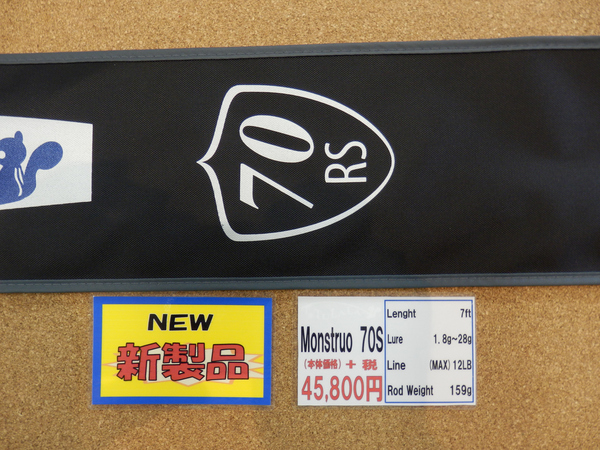 70
RS
NEW
新製品
Monstruo 70S
(本体価格) + 税
45,800円
Lenght 7ft
Lure 1.8g~28g
Line (MAX) 12LB
Rod Weight 159g